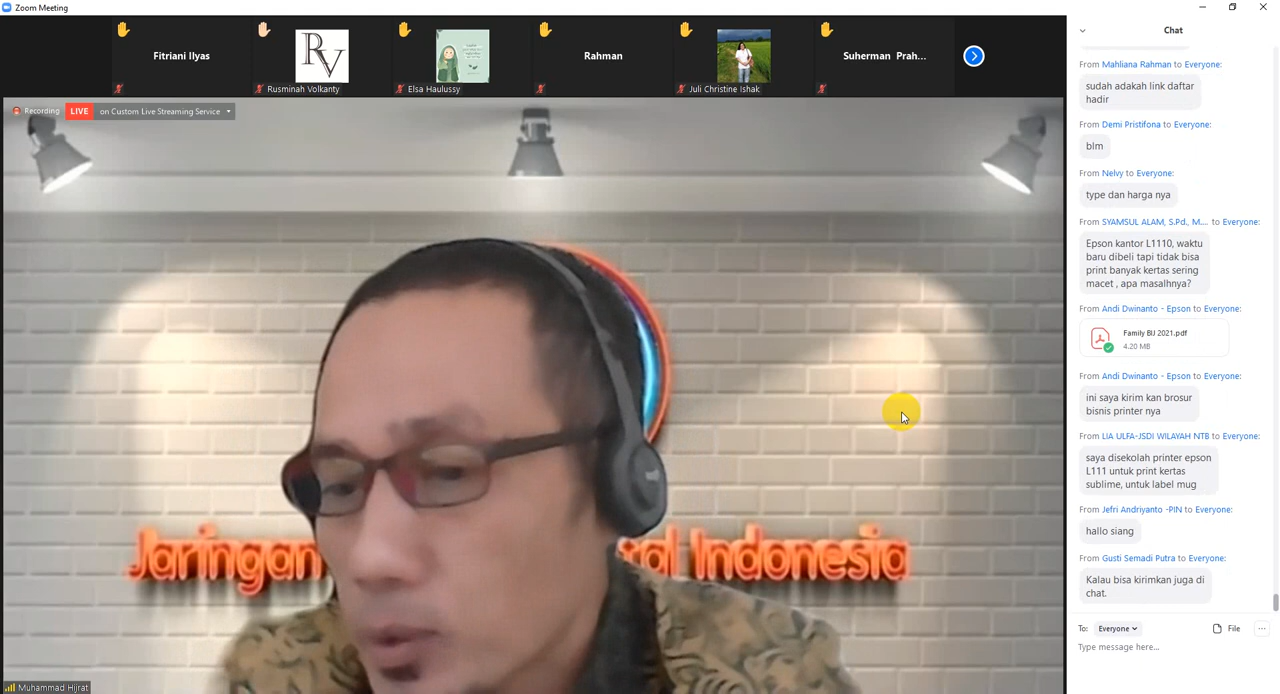 Zoom Meeting
Fitriani Ilyas
RV
Rusminah Volkanty
Elsa Haulussy
Rahman
Juli Christine Ishak
Suherman Prah...
Recording
LIVE
on Custom Live Streaming Service
Jaringan
tal Indonesia
Muhammad Hijrat
Chat
From Mahliana Rahman to Everyone:
sudah adakah link daftar
hadir
From Demi Pristifona to Everyone:
blm
From Nelvy to Everyone:
type dan harga nya
From SYAMSUL ALAM, S.Pd., M.... to Everyone:
Epson kantor L1110, waktu
baru dibeli tapi tidak bisa
print banyak kertas sering
macet , apa masalhnya?
From Andi Dwinanto - Epson to Everyone:
Family BIJ 2021.pdf
4.20 MB
From Andi Dwinanto - Epson to Everyone:
ini saya kirim kan brosur
bisnis printer nya
From LIA ULFA-JSDI WILAYAH NTB to Everyone:
saya disekolah printer epson
L111 untuk print kertas
sublime, untuk label mug
From Jefri Andriyanto -PIN to Everyone:
hallo siang
From Gusti Semadi Putra to Everyone:
Kalau bisa kirimkan juga di
chat.
To: Everyone
File
Type message here...